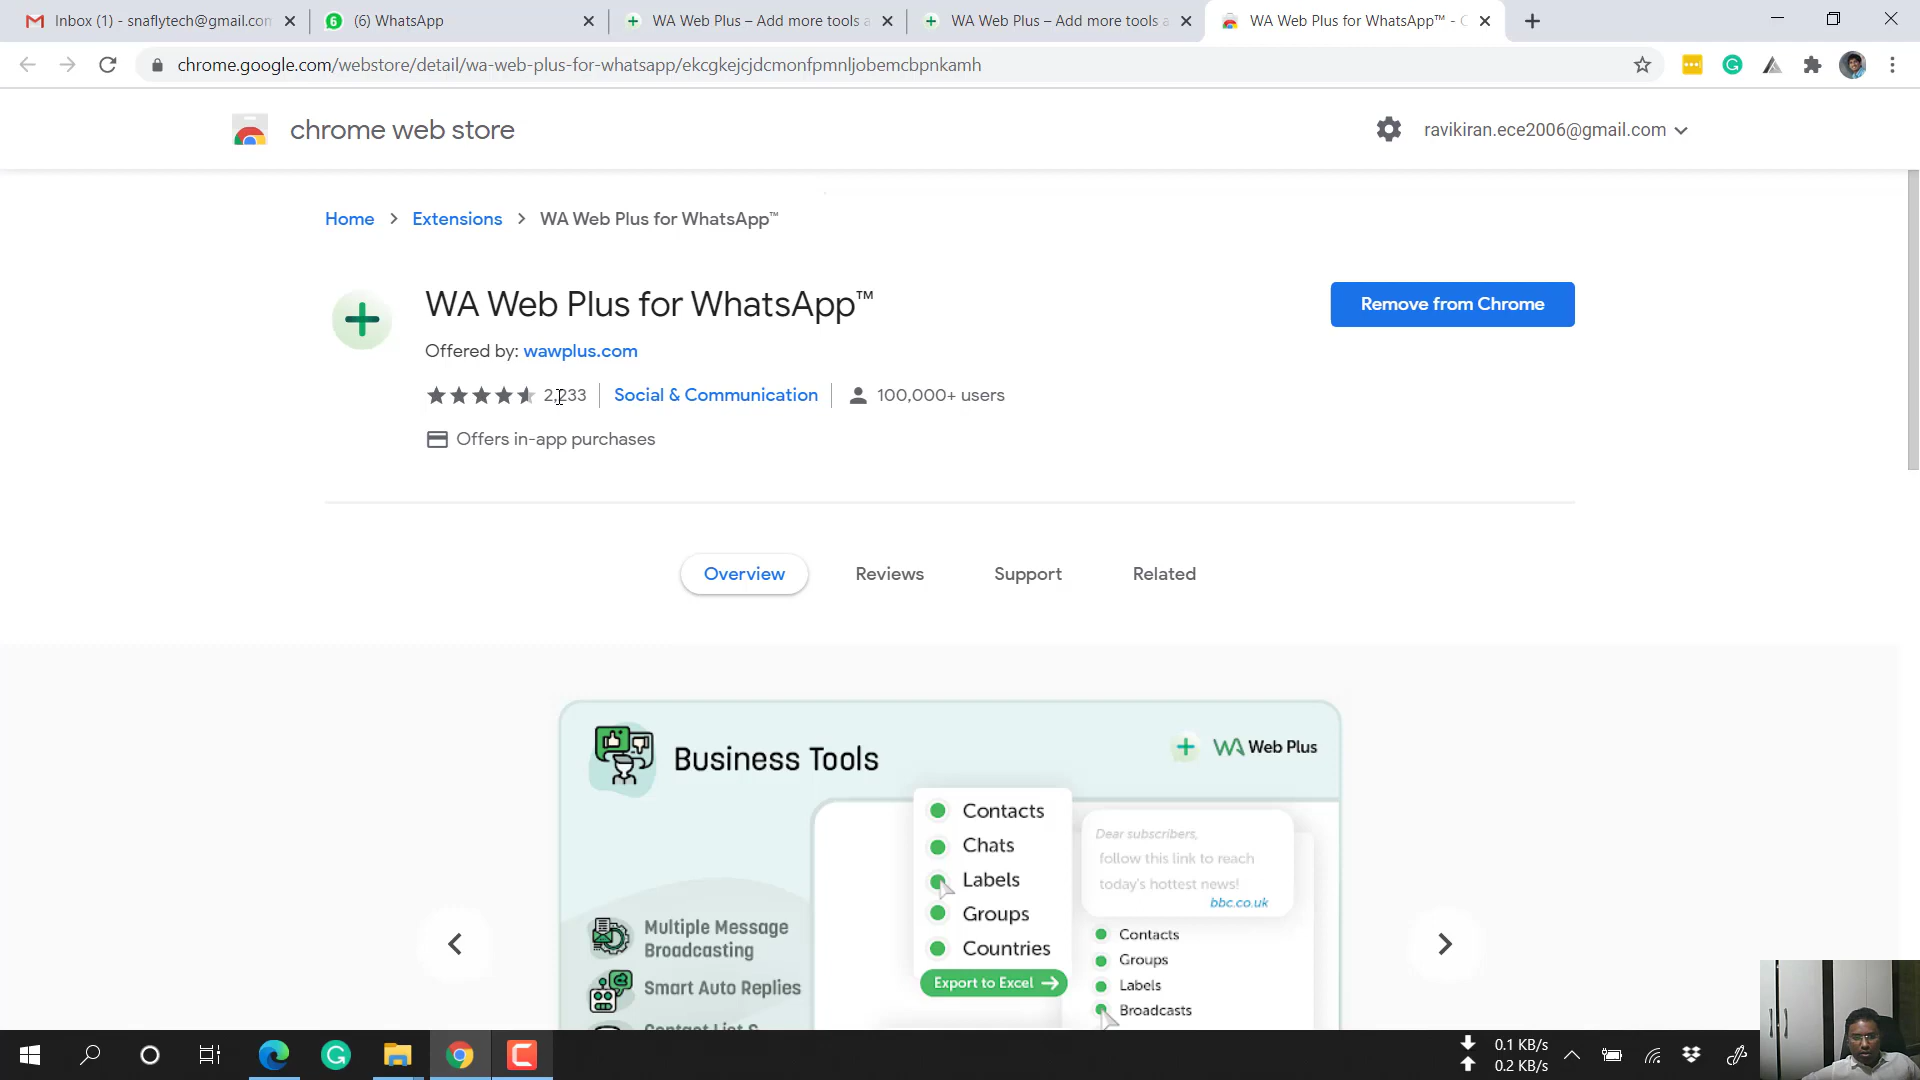 Inbox (1) - snaflytech@gmail.com
6 (6) WhatsApp
WA Web Plus – Add more tools a
WA Web Plus – Add more tools a
WA Web Plus for WhatsApp™ - C
chrome.google.com/webstore/detail/wa-web-plus-for-whatsapp/ekcgkejcjdcmonfpmnljobemcbpnkamh
chrome web store
ravikiran.ece2006@gmail.com
Home > Extensions > WA Web Plus for WhatsApp™
WA Web Plus for WhatsApp™
Remove from Chrome
Offered by: wawplus.com
2,233 Social & Communication 100,000+ users
Offers in-app purchases
Overview Reviews Support Related
Business Tools
WA Web Plus
Contacts
Chats
Labels
Groups
Countries
Export to Excel →
Dear subscribers,
follow this link to reach
today's hottest news!
bbc.co.uk
Contacts
Groups
Labels
Broadcasts
Multiple Message
Broadcasting
Smart Auto Replies
Contact List &
0.1 KB/s
0.2 KB/s